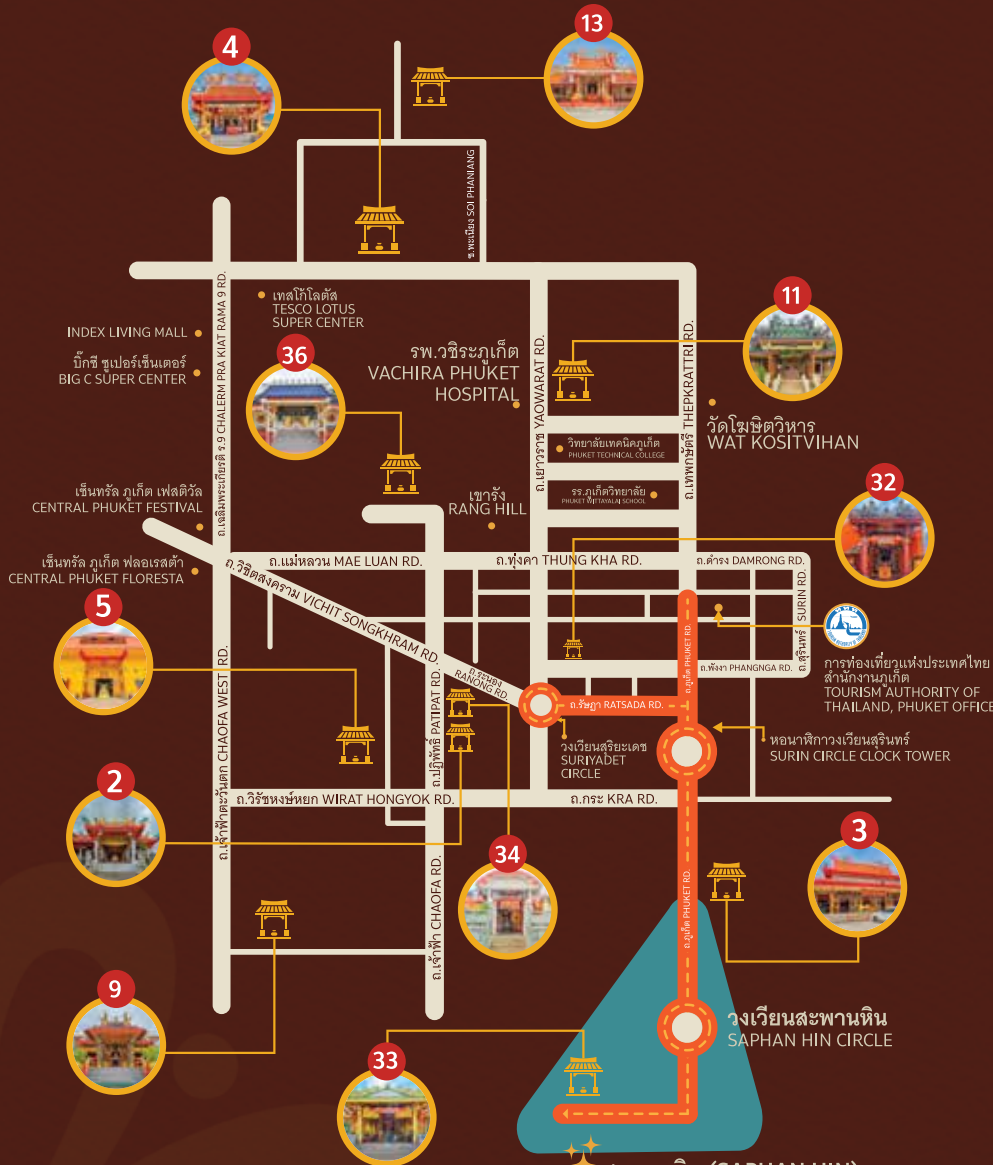 13
4
ซ.พะเนียง SOI PHANIANG
11
เทสโก้โลตัส
TESCO LOTUS
SUPER CENTER
INDEX LIVING MALL
บิ๊กซี ซูเปอร์เซ็นเตอร์
BIG C SUPER CENTER
36
รพ.วชิระภูเก็ต
VACHIRA PHUKET
HOSPITAL
ถ.เฉลิมพระเกียรติ ร.9 CHALERM PRA KIAT RAMA 9 RD.
ถ.เยาวราช YAOWARAT RD.
ถ.เทพกษัตรี THEPKRATTRI RD.
วัดโฆษิตวิหาร
WAT KOSITVIHAN
วิทยาลัยเทคนิคภูเก็ต
PHUKET TECHNICAL COLLEGE
รร.ภูเก็ตวิทยาลัย
PHUKET WITTAYALAI SCHOOL
เขารัง
RANG HILL
32
เซ็นทรัล ภูเก็ต เฟสติวัล
CENTRAL PHUKET FESTIVAL
เซ็นทรัล ภูเก็ต ฟลอเรสต้า
CENTRAL PHUKET FLORESTA
ถ.แม่หลวน MAE LUAN RD.
ถ.ทุ่งคา THUNG KHA RD.
ถ.ดำรง DAMRONG RD.
ถ.วิชิตสงคราม VICHIT SONGKHRAM RD.
ถ.สุรินทร์ SURIN RD.
5
ถ.ระนอง
RANONG RD.
ถ.ภูเก็ต PHUKET RD.
ถ.พังงา PHANGNGA RD.
การท่องเที่ยวแห่งประเทศไทย
สำนักงานภูเก็ต
TOURISM AUTHORITY OF
THAILAND, PHUKET OFFICE
ถ.รัษฎา RATSADA RD.
วงเวียนสุริยะเดช
SURIYADET
CIRCLE
หอนาฬิกาวงเวียนสุรินทร์
SURIN CIRCLE CLOCK TOWER
ถ.เจ้าฟ้าตะวันตก CHAOFA WEST RD.
ถ.ปฏิพัทธ์ PATIPAT RD.
2
ถ.วิรัชหงษ์หยก WIRAT HONGYOK RD.
ถ.กระ KRA RD.
34
3
ถ.เจ้าฟ้า CHAOFA RD.
ถ.ภูเก็ต PHUKET RD.
9
วงเวียนสะพานหิน
SAPHAN HIN CIRCLE
33
(SAPHAN HIN)